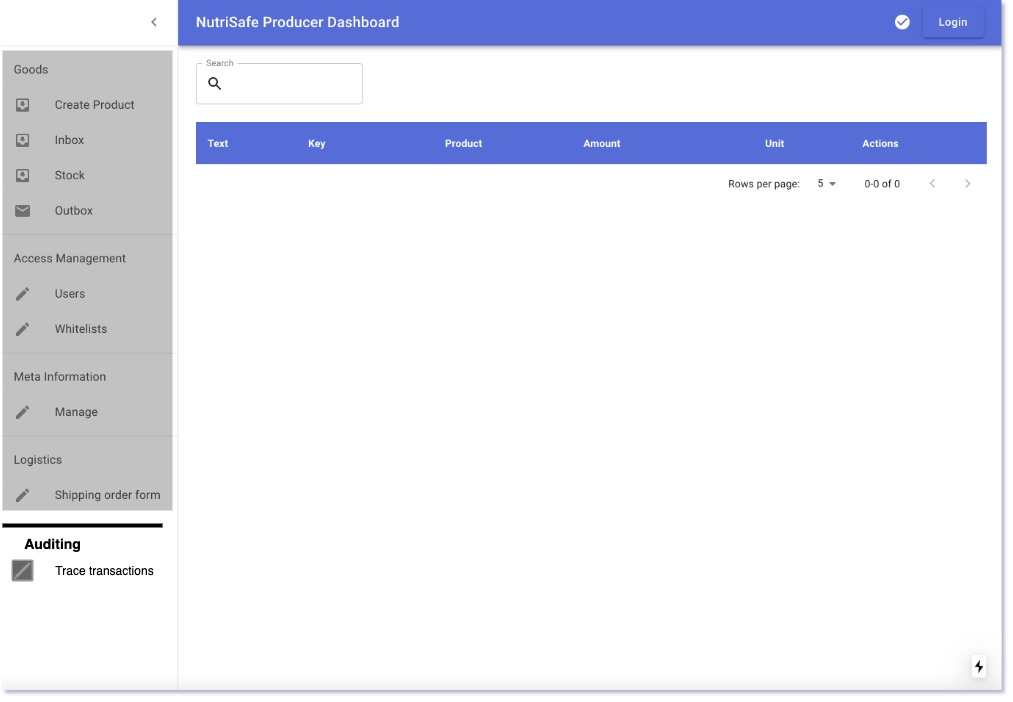 NutriSafe Producer Dashboard
Login
Goods
Create Product
Inbox
Stock
Outbox
Access Management
Users
Whitelists
Meta Information
Manage
Logistics
Shipping order form
Auditing
Trace transactions
Search
Text Key Product Amount Unit Actions
Rows per page: 5 0-0 of 0